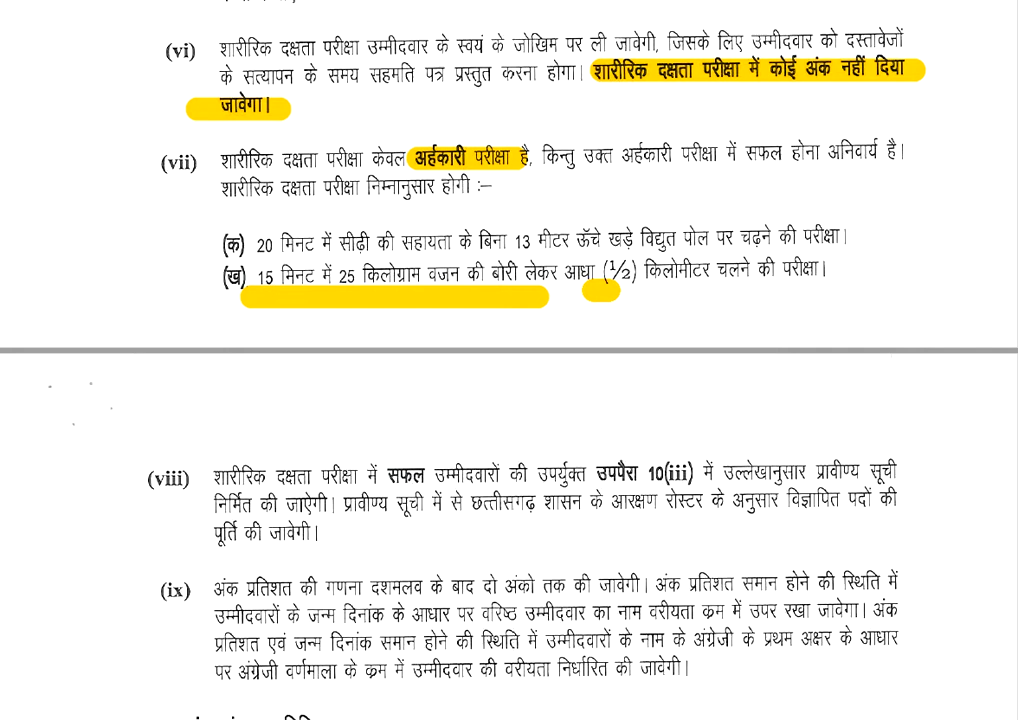 (vi) शारीरिक दक्षता परीक्षा उम्मीदवार के स्वयं के जोखिम पर ली जावेगी, जिसके लिए उम्मीदवार को दस्तावेजों
के सत्यापन के समय सहमति पत्र प्रस्तुत करना होगा। शारीरिक दक्षता परीक्षा में कोई अंक नहीं दिया
जावेगा।
(vii) शारीरिक दक्षता परीक्षा केवल अर्हकारी परीक्षा है, किन्तु उक्त अर्हकारी परीक्षा में सफल होना अनिवार्य है।
शारीरिक दक्षता परीक्षा निम्नानुसार होगी :–
(क) 20 मिनट में सीढ़ी की सहायता के बिना 13 मीटर ऊँचे खड़े विद्युत पोल पर चढ़ने की परीक्षा।
(ख) 15 मिनट में 25 किलोग्राम वजन की बोरी लेकर आधा (½) किलोमीटर चलने की परीक्षा।
(viii) शारीरिक दक्षता परीक्षा में सफल उम्मीदवारों की उपर्युक्त उपपैरा 10(iii) में उल्लेखानुसार प्रावीण्य सूची
निर्मित की जाऐगी। प्रावीण्य सूची में से छत्तीसगढ़ शासन के आरक्षण रोस्टर के अनुसार विज्ञापित पदों की
पूर्ति की जावेगी।
(ix) अंक प्रतिशत की गणना दशमलव के बाद दो अंको तक की जावेगी। अंक प्रतिशत समान होने की स्थिति में
उम्मीदवारों के जन्म दिनांक के आधार पर वरिष्ठ उम्मीदवार का नाम वरीयता क्रम में उपर रखा जावेगा। अंक
प्रतिशत एवं जन्म दिनांक समान होने की स्थिति में उम्मीदवारों के नाम के अंग्रेजी के प्रथम अक्षर के आधार
पर अंग्रेजी वर्णमाला के क्रम में उम्मीदवार की वरीयता निर्धारित की जावेगी।